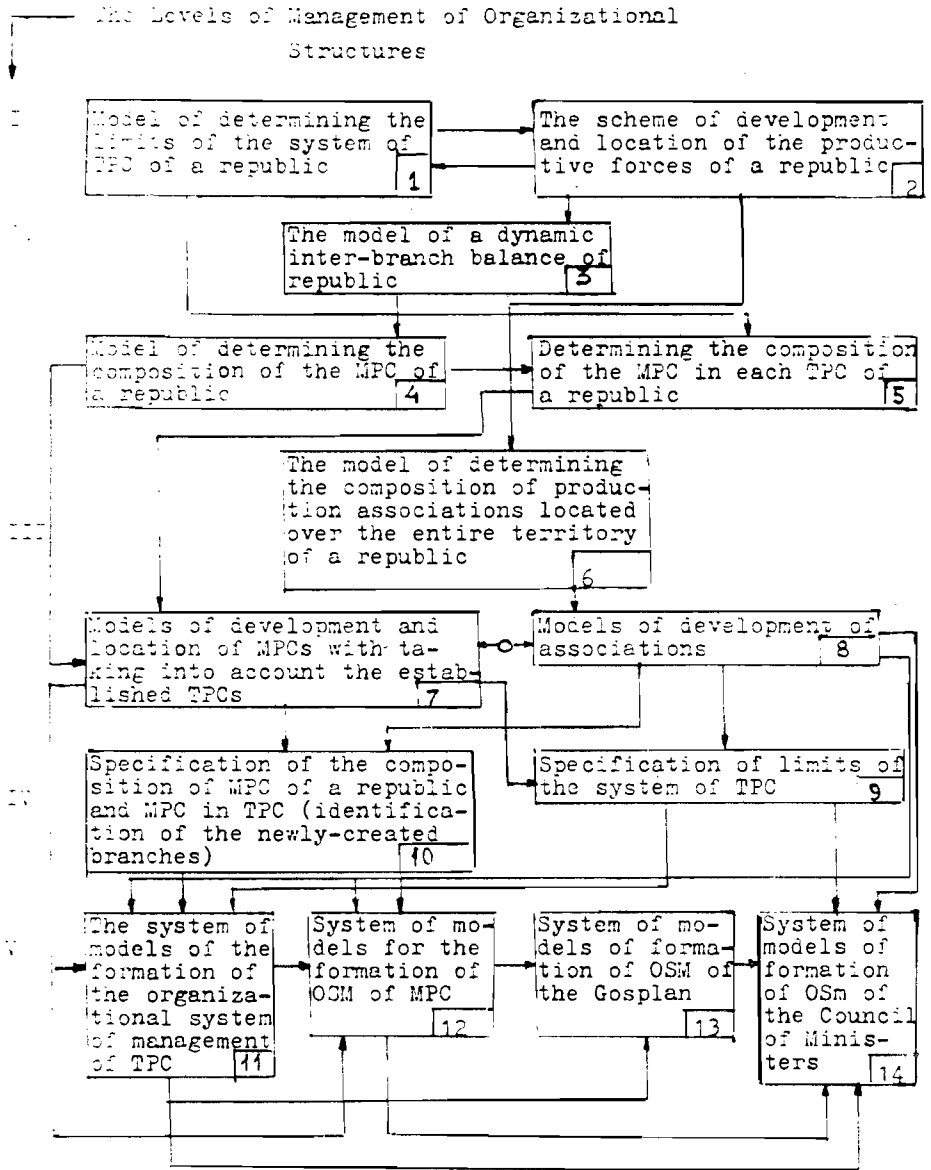 The Levels of Management of Organizational
Structures
I
Model of determining the
limits of the system of
TPC of a republic
1
The scheme of development
and location of the produc-
tive forces of a republic
2
The model of a dynamic
inter-branch balance of
republic
3
Model of determining the
composition of the MPC of
a republic
4
Determining the composition
of the MPC in each TPC of
a republic
5
The model of determining
the composition of produc-
tion associations located
over the entire territory
of a republic
6
Models of development and
location of MPCs with ta-
king into account the estab-
lished TPCs
7
Models of development of
associations
8
IV
Specification of the compo-
sition of MPC of a republic
and MPC in TPC (identifica-
tion of the newly-created
branches)
10
Specification of limits of
the system of TPC
9
V
The system of
models of the
formation of
the organiza-
tional system
of management
of TPC
11
System of mo-
dels for the
formation of
OSM of MPC
12
System of mo-
dels of forma-
tion of OSM of
the Gosplan
13
System of
models of
formation
of OSm of
the Council
of Minis-
ters
14